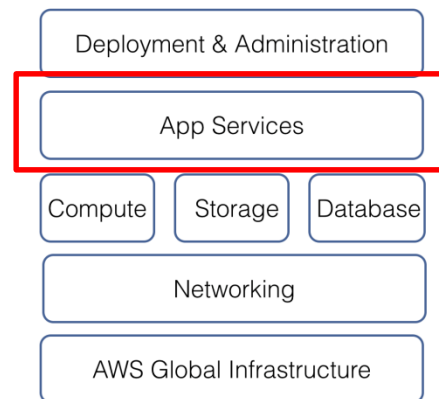 Deployment & Administration
App Services
Compute Storage Database
Networking
AWS Global Infrastructure